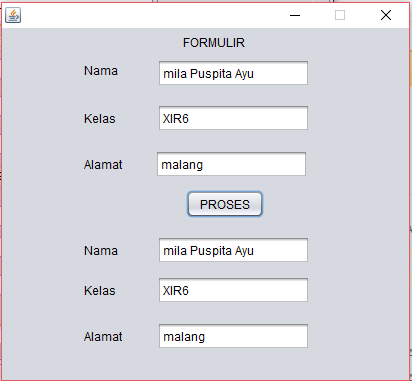 FORMULIR
Nama mila Puspita Ayu
Kelas XIR6
Alamat malang
PROSES
Nama mila Puspita Ayu
Kelas XIR6
Alamat malang